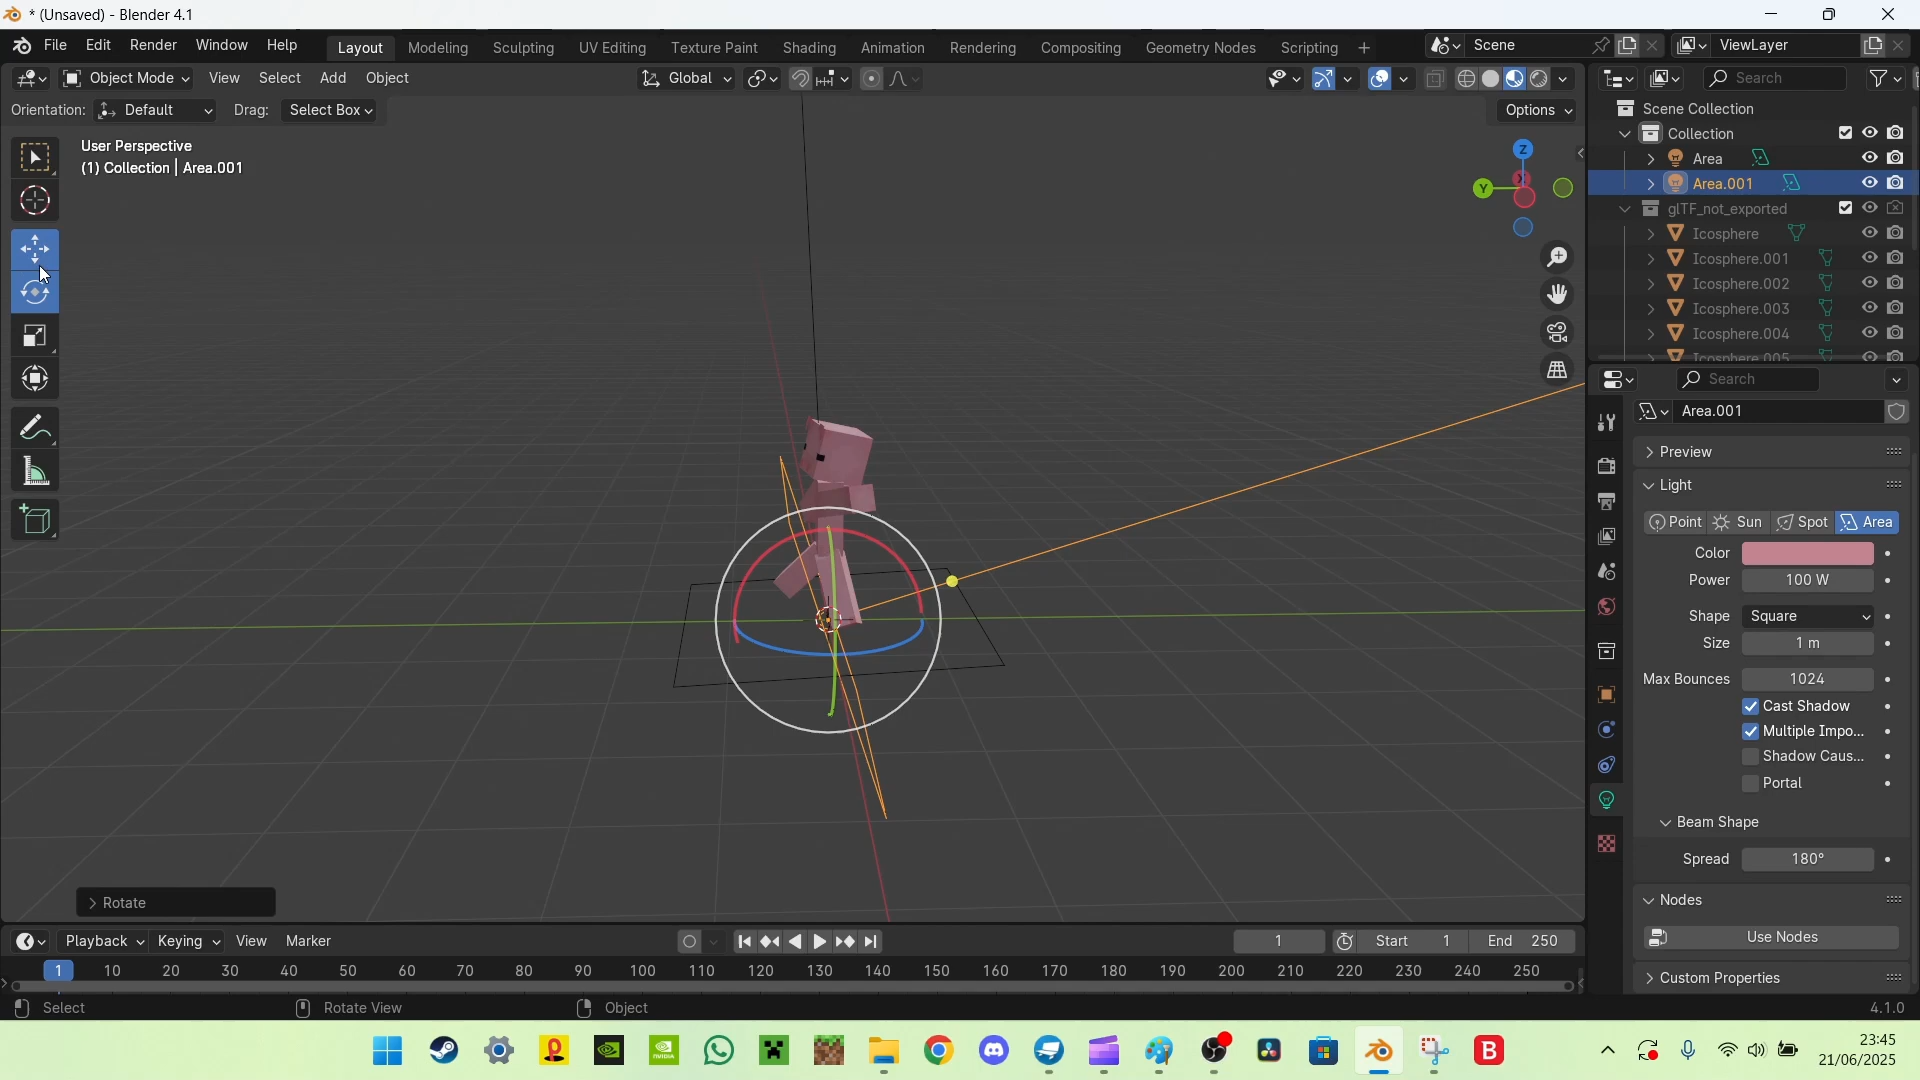 * (Unsaved) - Blender 4.1
File Edit Render Window Help Layout Modeling Sculpting UV Editing Texture Paint Shading Animation Rendering Compositing Geometry Nodes Scripting + Scene ViewLayer
Object Mode View Select Add Object Global Search
Orientation: Default Drag: Select Box Options
User Perspective
(1) Collection | Area.001
Z
Y
X
Scene Collection
Collection
Area
Area.001
glTF_not_exported
Icosphere
Icosphere.001
Icosphere.002
Icosphere.003
Icosphere.004
Icosphere.005
Search
Area.001
Preview
Light
Point Sun Spot Area
Color
Power 100 W
Shape Square
Size 1 m
Max Bounces 1024
Cast Shadow
Multiple Impo...
Shadow Caus...
Portal
Beam Shape
Spread 180°
Nodes
Use Nodes
Custom Properties
Rotate
Playback Keying View Marker 1 Start 1 End 250
1 10 20 30 40 50 60 70 80 90 100 110 120 130 140 150 160 170 180 190 200 210 220 230 240 250
Select Rotate View Object 4.1.0
23:45
21/06/2025